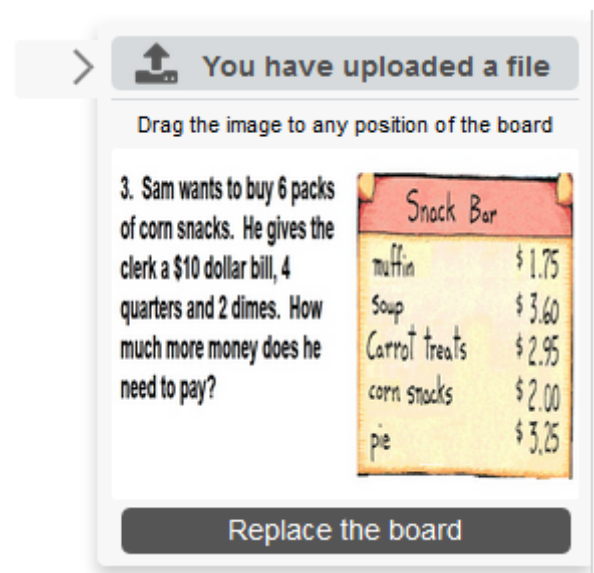 You have uploaded a file
Drag the image to any position of the board
3. Sam wants to buy 6 packs
of corn snacks. He gives the
clerk a $10 dollar bill, 4
quarters and 2 dimes. How
much more money does he
need to pay?
Snack Bar
muffin $1.75
Soup $3.60
Carrot treats $2.95
corn snacks $2.00
pie $3.25
Replace the board